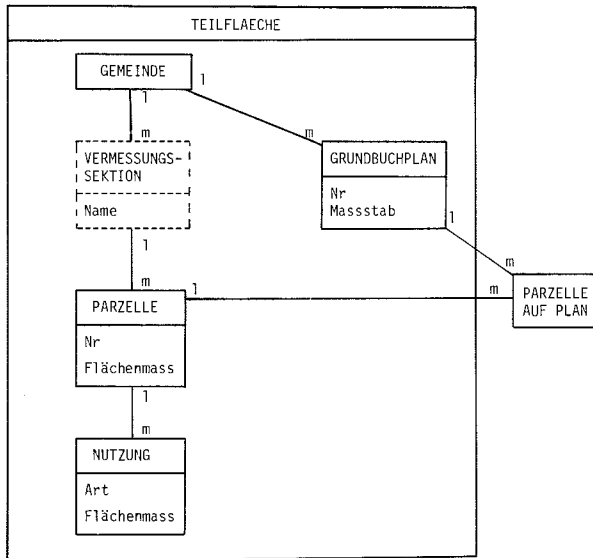 TEILFLAECHE
GEMEINDE
1
1
m
m
VERMESSUNGS-
SEKTION
Name
GRUNDBUCHPLAN
Nr
Massstab
1
1
m
m
1
m
PARZELLE
AUF PLAN
PARZELLE
Nr
Flächenmass
1
m
NUTZUNG
Art
Flächenmass